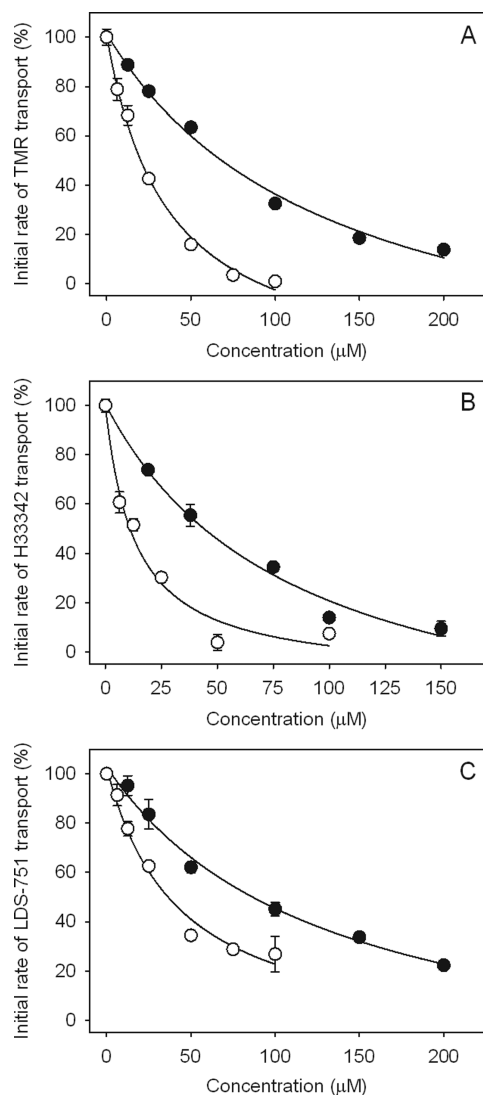 A
Initial rate of TMR transport (%)
100
80
60
40
20
0
0 50 100 150 200
Concentration (μM)
B
Initial rate of H33342 transport (%)
100
80
60
40
20
0
0 25 50 75 100 125 150
Concentration (μM)
C
Initial rate of LDS-751 transport (%)
100
80
60
40
20
0
0 50 100 150 200
Concentration (μM)